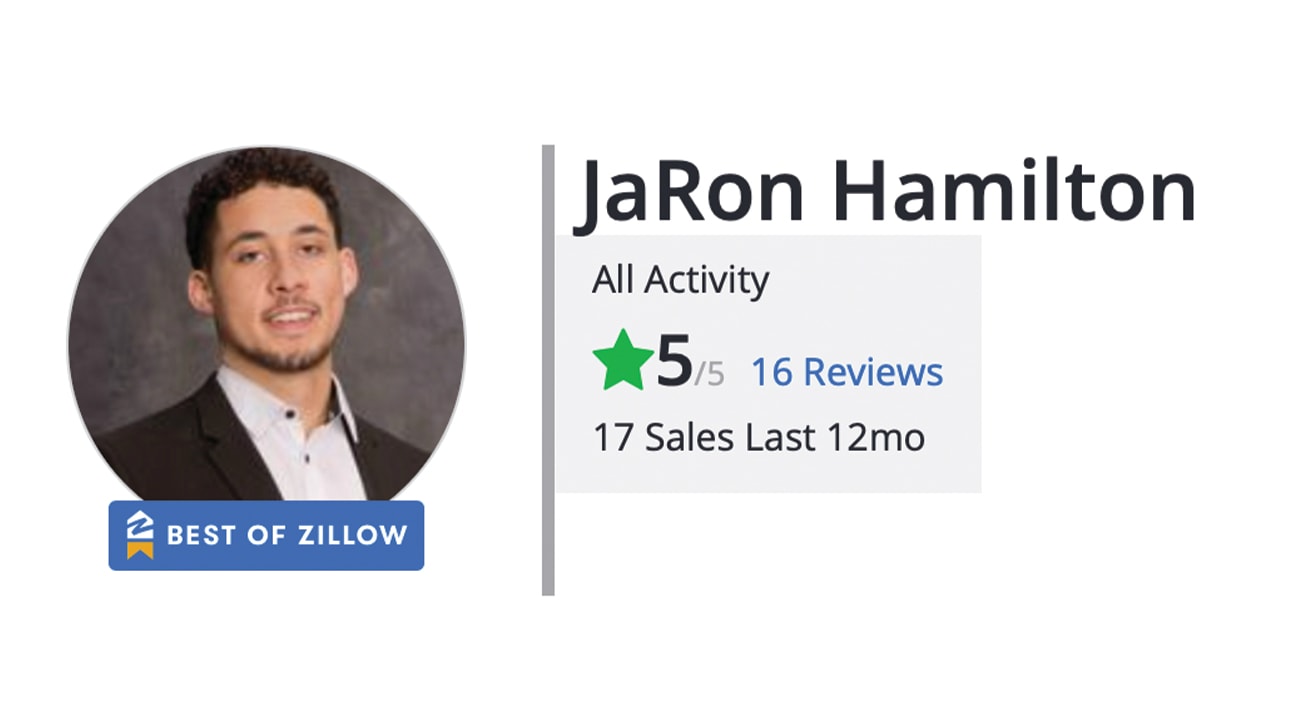 JaRon Hamilton
All Activity
5/5 16 Reviews
17 Sales Last 12mo
BEST OF ZILLOW